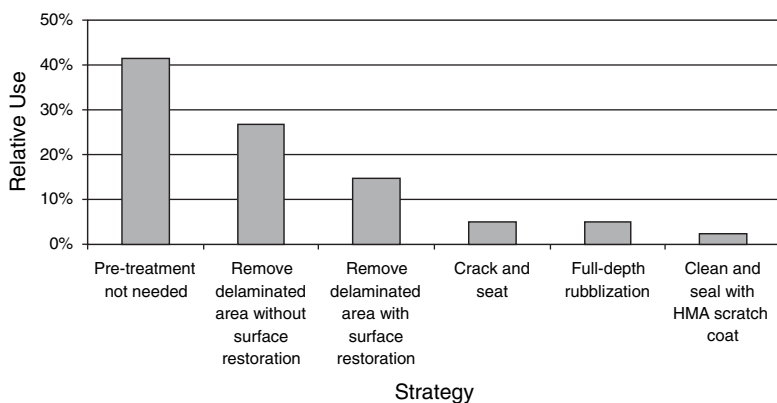 50%
40%
30%
20%
10%
0%
Relative Use
Pre-treatment
not needed
Remove
delaminated
area without
surface
restoration
Remove
delaminated
area with
surface
restoration
Crack and
seat
Full-depth
rubblization
Clean and
seal with
HMA scratch
coat
Strategy